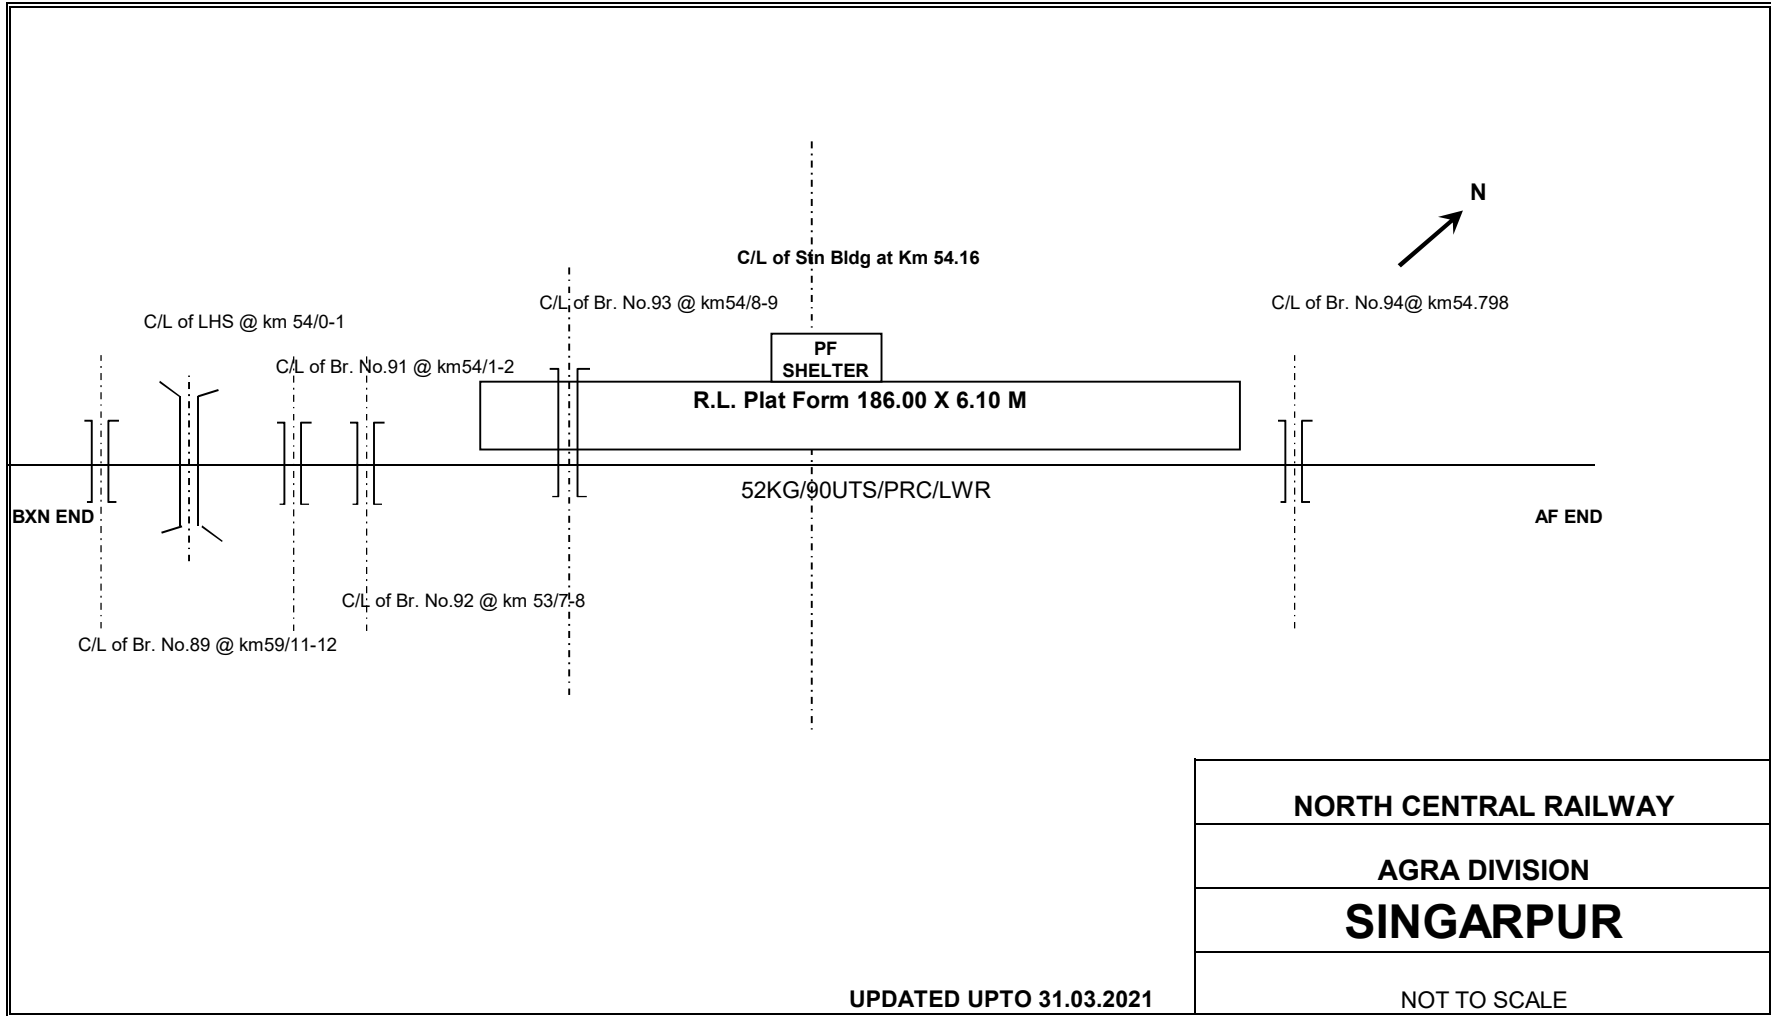 N
C/L of Stn Bldg at Km 54.16
C/L of Br. No.93 @ km54/8-9
C/L of Br. No.94@ km54.798
C/L of LHS @ km 54/0-1
PF
SHELTER
C/L of Br. No.91 @ km54/1-2
R.L. Plat Form 186.00 X 6.10 M
52KG/90UTS/PRC/LWR
BXN END
AF END
C/L of Br. No.92 @ km 53/7-8
C/L of Br. No.89 @ km59/11-12
NORTH CENTRAL RAILWAY
AGRA DIVISION
SINGARPUR
UPDATED UPTO 31.03.2021
NOT TO SCALE